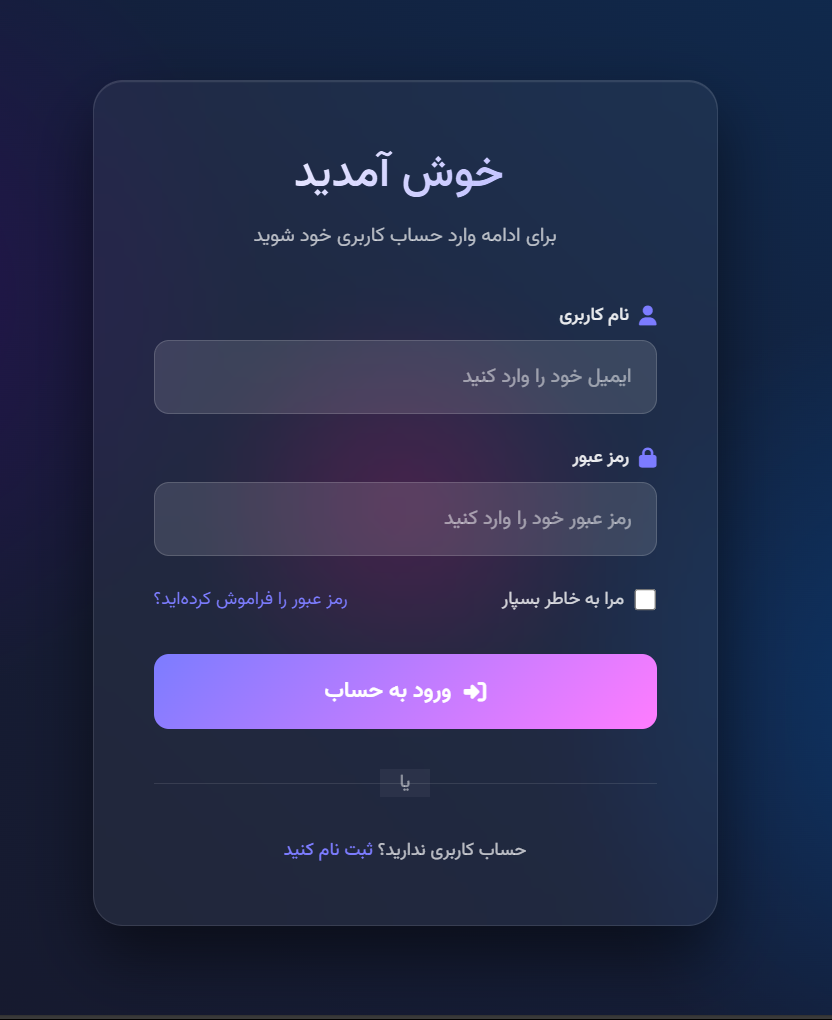 خوش آمدید
برای ادامه وارد حساب کاربری خود شوید
نام کاربری
ایمیل خود را وارد کنید
رمز عبور
رمز عبور خود را وارد کنید
مرا به خاطر بسپار
رمز عبور را فراموش کرده‌اید؟
ورود به حساب
یا
حساب کاربری ندارید؟ ثبت نام کنید